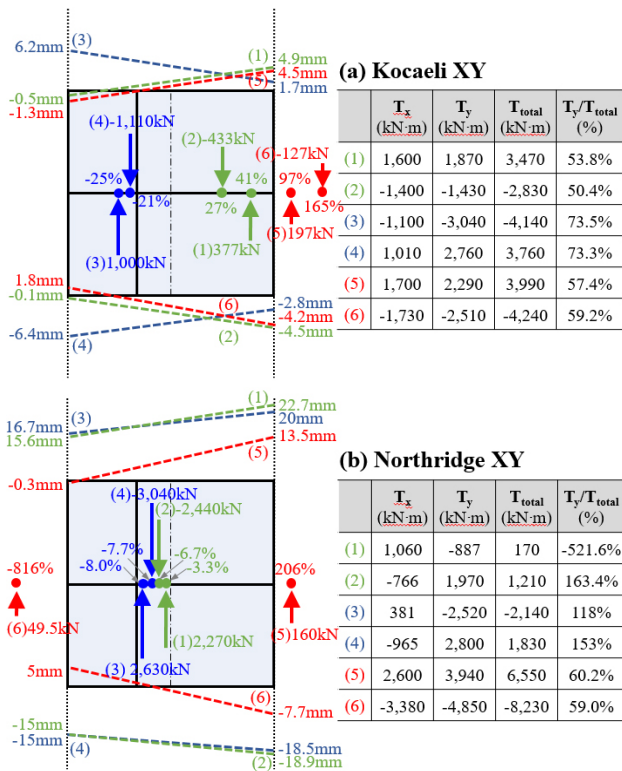 6.2mm
(3)
(1)
4.9mm
4.5mm
(5)
1.7mm
-0.5mm
-1.3mm
(4)-1,110kN
(2)-433kN
(6)-127kN
-25%
41%
97%
-21%
27%
165%
(1)377kN
(5)197kN
(3)1,000kN
1.8mm
-0.1mm
(6)
-2.8mm
-4.2mm
-6.4mm
(4)
(2)
-4.5mm
(a) Kocaeli XY
Tx Ty Ttotal Ty/Ttotal
(kN·m) (kN·m) (kN·m) (%)
(1) 1,600 1,870 3,470 53.8%
(2) -1,400 -1,430 -2,830 50.4%
(3) -1,100 -3,040 -4,140 73.5%
(4) 1,010 2,760 3,760 73.3%
(5) 1,700 2,290 3,990 57.4%
(6) -1,730 -2,510 -4,240 59.2%
(1)
22.7mm
16.7mm
(3)
20mm
15.6mm
13.5mm
(5)
-0.3mm
(4)-3,040kN
(2)-2,440kN
-7.7%
-6.7%
-8.0%
-3.3%
-816%
206%
(6)49.5kN
(1)2,270kN
(5)160kN
(3) 2,630kN
5mm
(6)
-7.7mm
-15mm
-15mm
(4)
-18.5mm
(2)
-18.9mm
(b) Northridge XY
Tx Ty Ttotal Ty/Ttotal
(kN·m) (kN·m) (kN·m) (%)
(1) 1,060 -887 170 -521.6%
(2) -766 1,970 1,210 163.4%
(3) 381 -2,520 -2,140 118%
(4) -965 2,800 1,830 153%
(5) 2,600 3,940 6,550 60.2%
(6) -3,380 -4,850 -8,230 59.0%